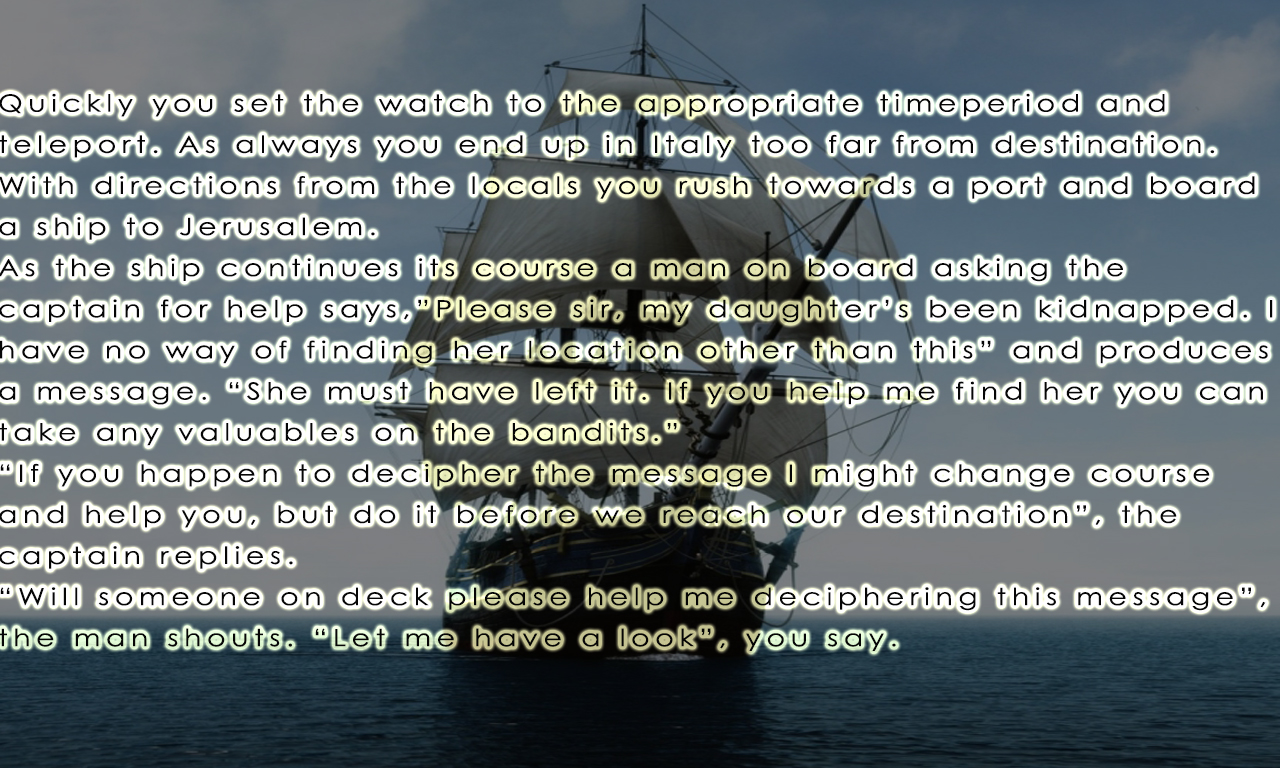 Quickly you set the watch to the appropriate timeperiod and
teleport. As always you end up in Italy too far from destination.
With directions from the locals you rush towards a port and board
a ship to Jerusalem.
As the ship continues its course a man on board asking the
captain for help says,”Please sir, my daughter’s been kidnapped. I
have no way of finding her location other than this” and produces
a message. “She must have left it. If you help me find her you can
take any valuables on the bandits.”
“If you happen to decipher the message I might change course
and help you, but do it before we reach our destination”, the
captain replies.
“Will someone on deck please help me deciphering this message”,
the man shouts. “Let me have a look”, you say.